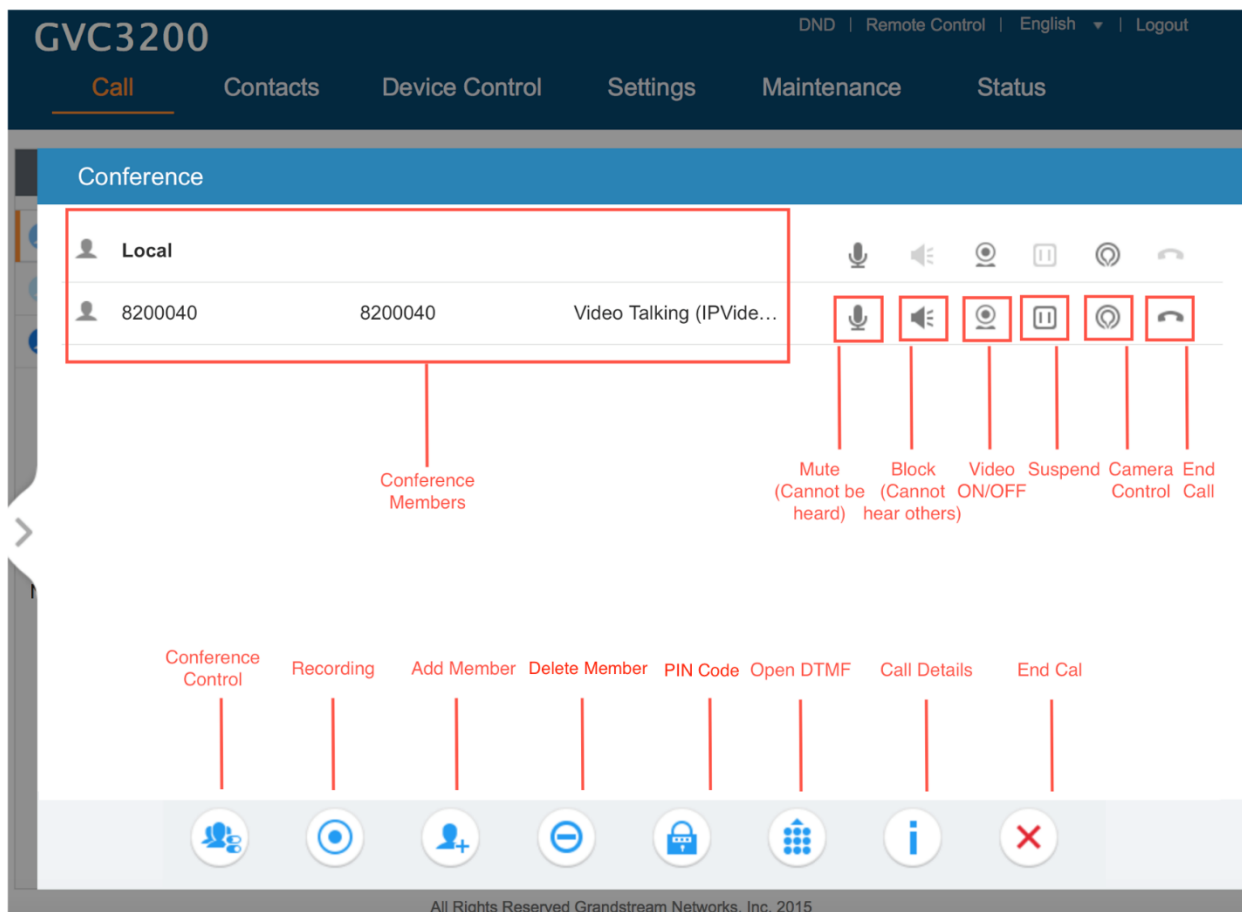 GVC3200
DND | Remote Control | English | Logout
Call Contacts Device Control Settings Maintenance Status
Conference
Local
8200040 8200040 Video Talking (IPVide...
Conference
Members
Mute
(Cannot be
heard)
Block
(Cannot
hear others)
Video
ON/OFF
Suspend
Camera
Control
End
Call
Conference
Control
Recording
Add Member
Delete Member
PIN Code
Open DTMF
Call Details
End Cal
All Rights Reserved Grandstream Networks, Inc. 2015